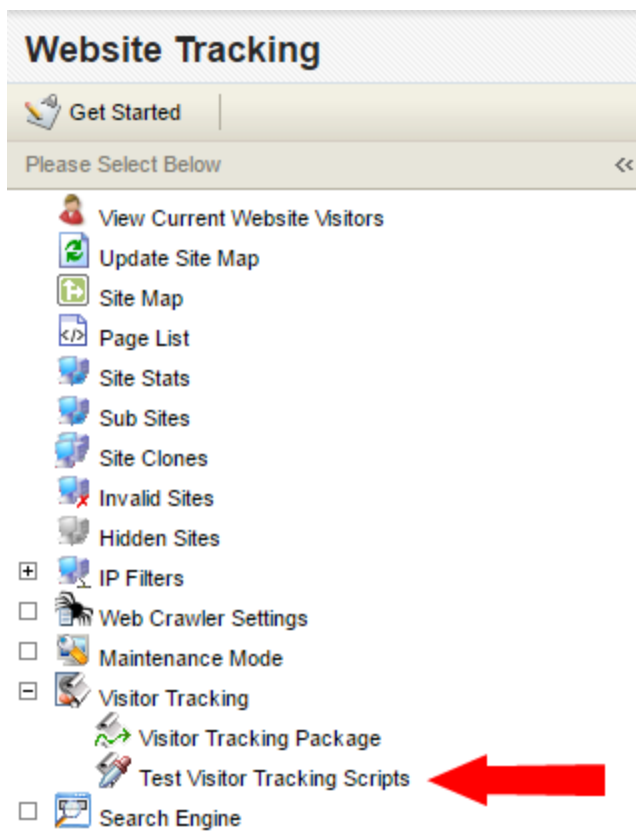 Website Tracking
Get Started
Please Select Below
View Current Website Visitors
Update Site Map
Site Map
Page List
Site Stats
Sub Sites
Site Clones
Invalid Sites
Hidden Sites
IP Filters
Web Crawler Settings
Maintenance Mode
Visitor Tracking
Visitor Tracking Package
Test Visitor Tracking Scripts
Search Engine